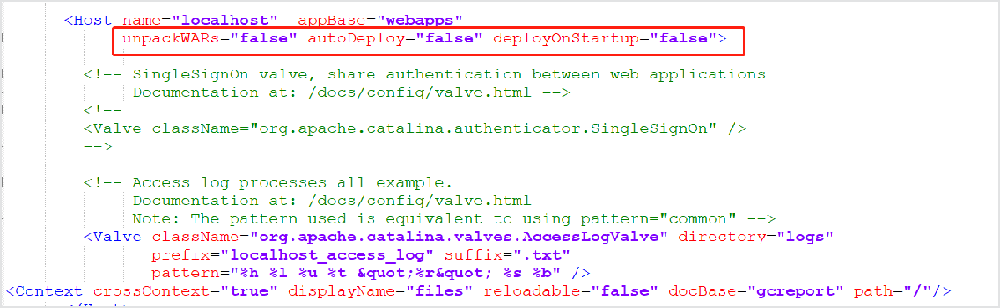 <Host name="localhost"  appBase="webapps"
unpackWARs="false" autoDeploy="false" deployOnStartup="false">
<!-- SingleSignOn valve, share authentication between web applications
Documentation at: /docs/config/valve.html -->
<!--
<Valve className="org.apache.catalina.authenticator.SingleSignOn" />
-->
<!-- Access log processes all example.
Documentation at: /docs/config/valve.html
Note: The pattern used is equivalent to using pattern="common" -->
<Valve className="org.apache.catalina.valves.AccessLogValve" directory="logs"
prefix="localhost_access_log" suffix=".txt"
pattern="%h %l %u %t &quot;%r&quot; %s %b" />
<Context crossContext="true" displayName="files" reloadable="false" docBase="gcreport" path="/"/>